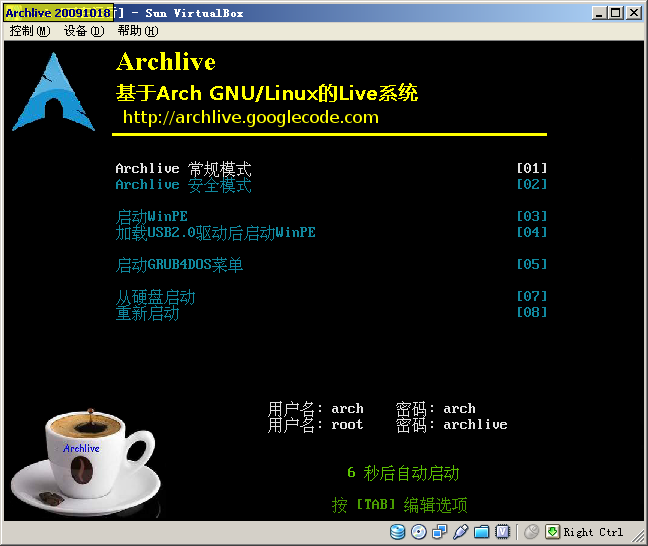 Archlive 20091018 行] - Sun VirtualBox
控制(M) 设备(D) 帮助(H)
Archlive
基于Arch GNU/Linux的Live系统
http://archlive.googlecode.com
Archlive 常规模式 [01]
Archlive 安全模式 [02]
启动WinPE [03]
加载USB2.0驱动后启动WinPE [04]
启动GRUB4DOS菜单 [05]
从硬盘启动 [07]
重新启动 [08]
用户名: arch 密码: arch
用户名: root 密码: archlive
Archlive
6 秒后自动启动
按 [TAB] 编辑选项
Right Ctrl